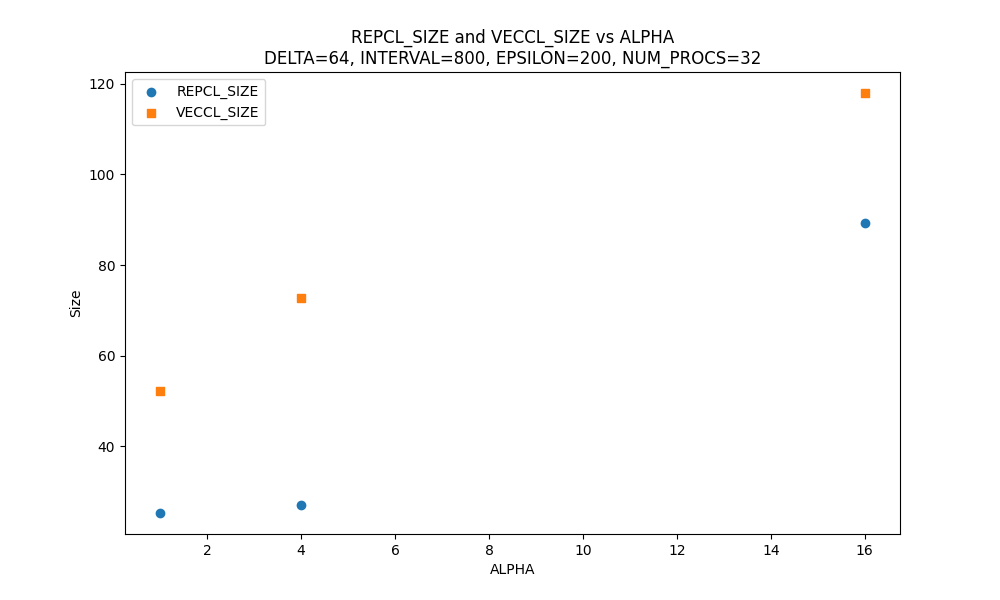 REPCL_SIZE and VECCL_SIZE vs ALPHA
DELTA=64, INTERVAL=800, EPSILON=200, NUM_PROCS=32
REPCL_SIZE
VECCL_SIZE
120
100
80
60
40
Size
2 4 6 8 10 12 14 16
ALPHA